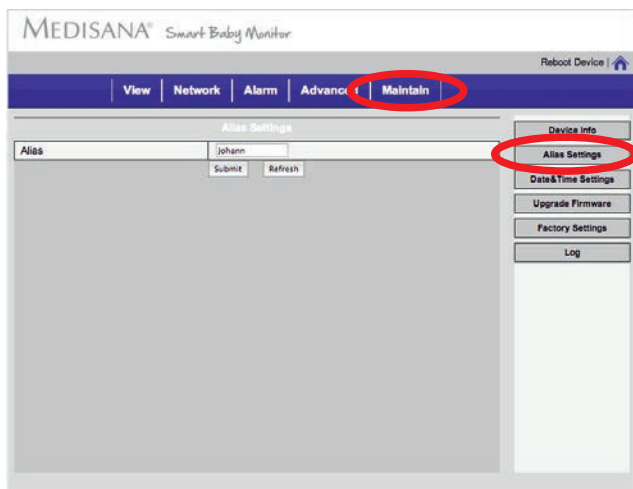 MEDISANA® Smart Baby Monitor
Reboot Device |
View Network Alarm Advanced Maintain
Alias Settings
Alias Johann
Submit Refresh
Device Info
Alias Settings
Date&Time Settings
Upgrade Firmware
Factory Settings
Log